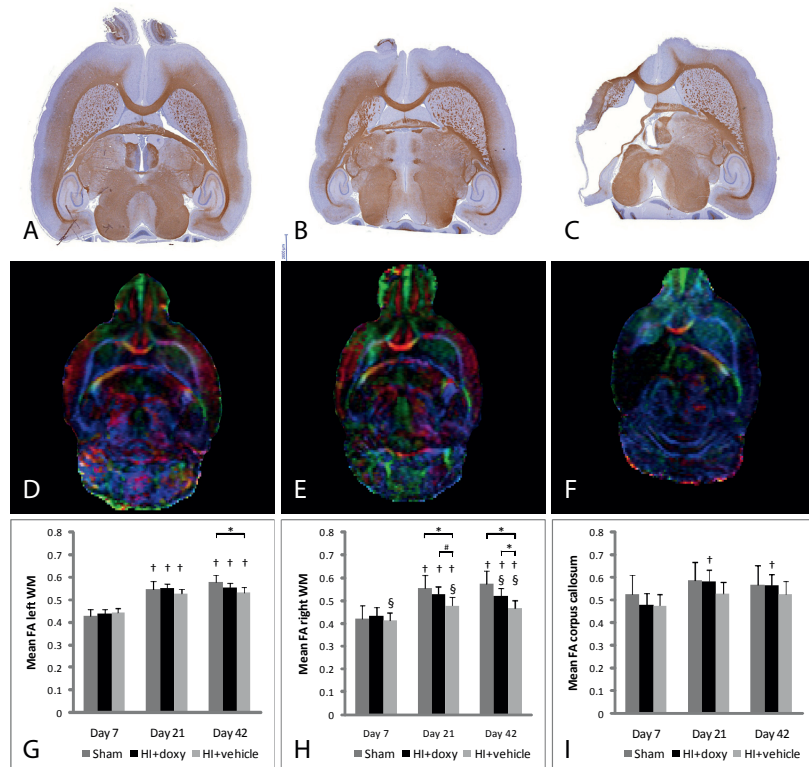 A
B
C
D
E
F
0.8
0.7
0.6
0.5
0.4
0.3
0.2
0.1
0
Mean FA left WM
*
† † †
† † †
Day 7
Day 21
Day 42
G
Sham
HI+doxy
HI+vehicle
0.8
0.7
0.6
0.5
0.4
0.3
0.2
0.1
0
Mean FA right WM
*
*
#
*
† † †
† † †
§
§
§ §
Day 7
Day 21
Day 42
H
Sham
HI+doxy
HI+vehicle
0.8
0.7
0.6
0.5
0.4
0.3
0.2
0.1
0
Mean FA corpus callosum
†
†
Day 7
Day 21
Day 42
I
Sham
HI+doxy
HI+vehicle